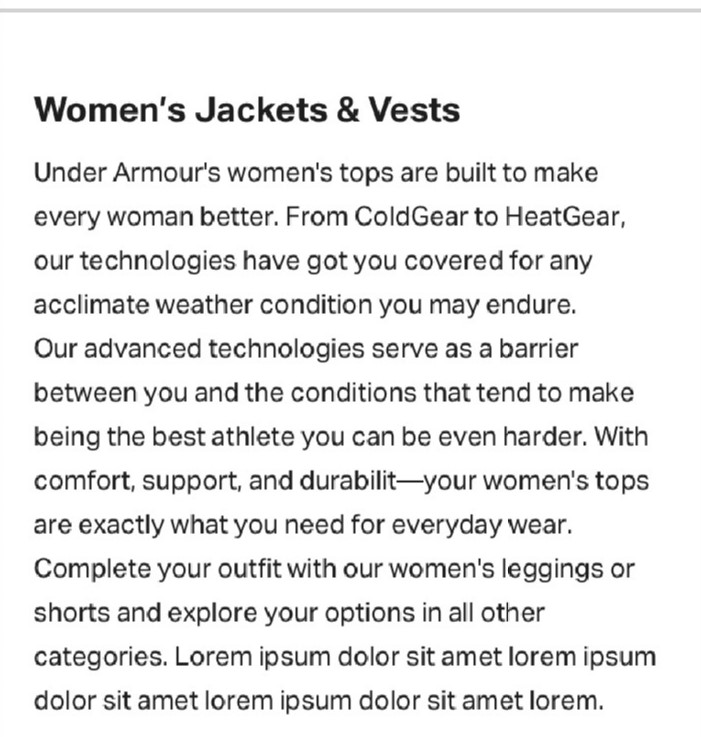 Women's Jackets & Vests
Under Armour's women's tops are built to make
every woman better. From ColdGear to HeatGear,
our technologies have got you covered for any
acclimate weather condition you may endure.
Our advanced technologies serve as a barrier
between you and the conditions that tend to make
being the best athlete you can be even harder. With
comfort, support, and durabilit—your women's tops
are exactly what you need for everyday wear.
Complete your outfit with our women's leggings or
shorts and explore your options in all other
categories. Lorem ipsum dolor sit amet lorem ipsum
dolor sit amet lorem ipsum dolor sit amet lorem.